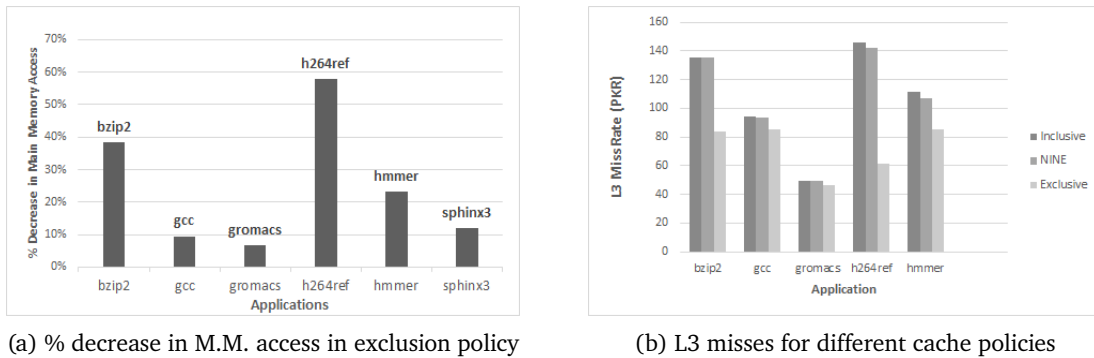 70%
60%
50%
40%
30%
20%
10%
0%
% Decrease in Main Memory Access
bzip2
gcc
gromacs
h264ref
hmmer
sphinx3
bzip2 gcc gromacs h264ref hmmer sphinx3
Applications
(a) % decrease in M.M. access in exclusion policy
160
140
120
100
80
60
40
20
0
L3 Miss Rate (PKR)
bzip2 gcc gromacs h264ref hmmer
Application
Inclusive
NINE
Exclusive
(b) L3 misses for different cache policies